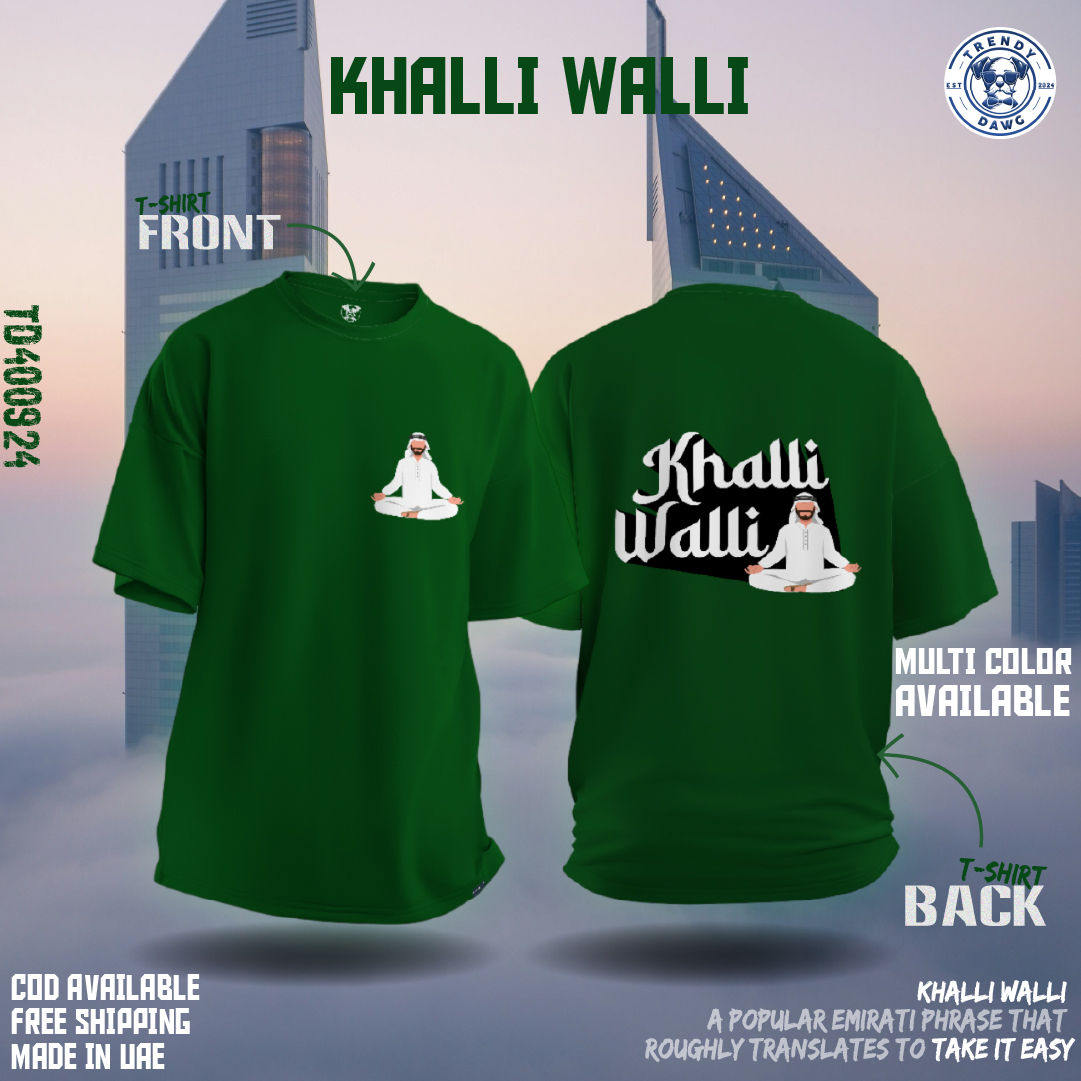 KHALLI WALLI
TRENDY
EST 2024
DAWG
T-SHIRT
FRONT
TD400924
Khalli
Walli
MULTI COLOR
AVAILABLE
T-SHIRT
BACK
COD AVAILABLE
FREE SHIPPING
MADE IN UAE
KHALLI WALLI
A POPULAR EMIRATI PHRASE THAT
ROUGHLY TRANSLATES TO TAKE IT EASY